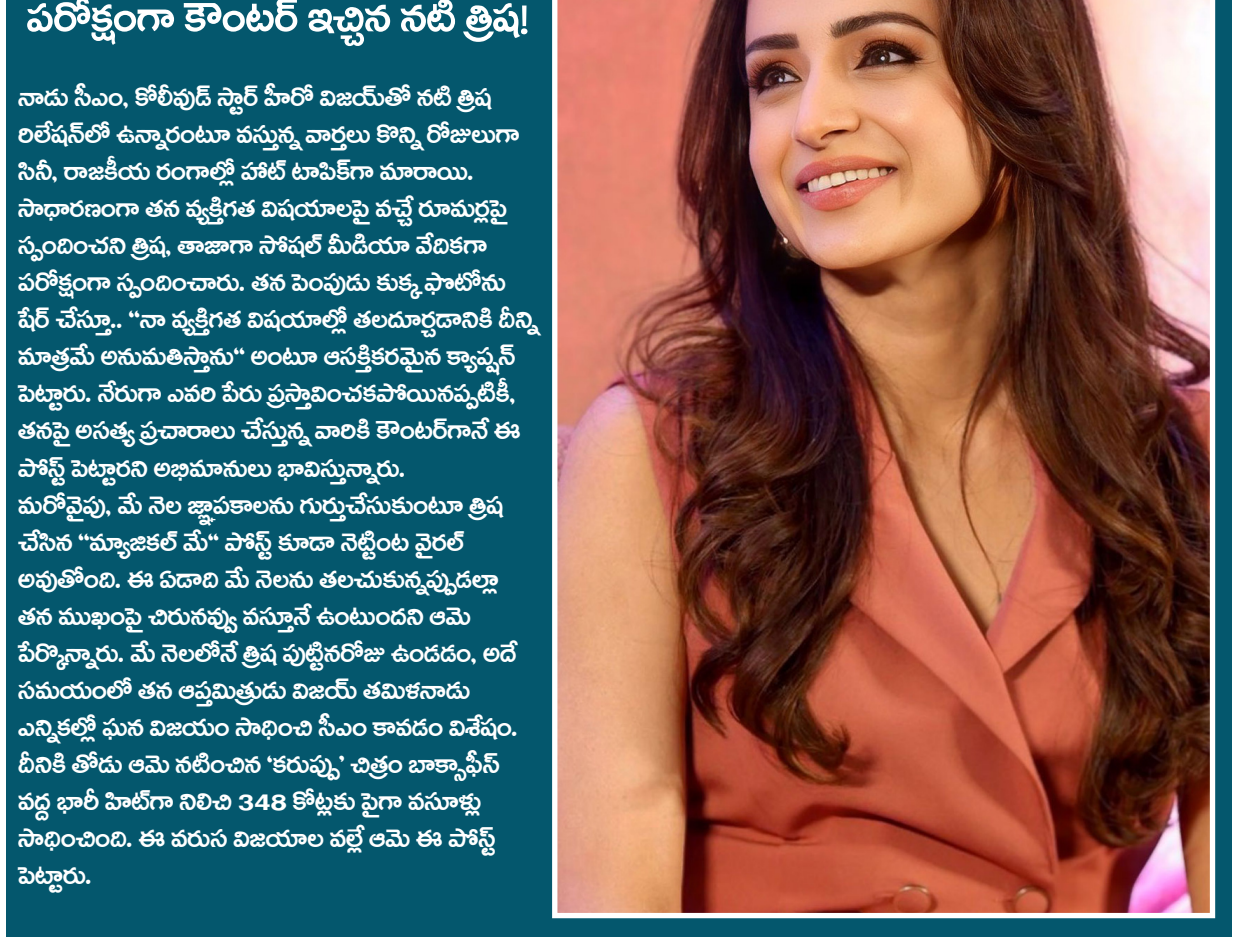 పరోక్షంగా కౌంటర్ ఇచ్చిన నటి త్రిష!
నాడు సీఎం, కోలీవుడ్ స్టార్ హీరో విజయ్‌తో నటి త్రిష
రిలేషన్‌లో ఉన్నారంటూ వస్తున్న వార్తలు కొన్ని రోజులుగా
సినీ, రాజకీయ రంగాల్లో హాట్ టాపిక్‌గా మారాయి.
సాధారణంగా తన వ్యక్తిగత విషయాలపై వచ్చే రూమర్లపై
స్పందించని త్రిష, తాజాగా సోషల్ మీడియా వేదికగా
పరోక్షంగా స్పందించారు. తన పెంపుడు కుక్క ఫొటోను
షేర్ చేస్తూ.. “నా వ్యక్తిగత విషయాల్లో తలదూర్చడానికి దీన్ని
మాత్రమే అనుమతిస్తాను“ అంటూ ఆసక్తికరమైన క్యాప్షన్
పెట్టారు. నేరుగా ఎవరి పేరు ప్రస్తావించకపోయినప్పటికీ,
తనపై అసత్య ప్రచారాలు చేస్తున్న వారికి కౌంటర్‌గానే ఈ
పోస్ట్ పెట్టారని అభిమానులు భావిస్తున్నారు.
మరోవైపు, మే నెల జ్ఞాపకాలను గుర్తుచేసుకుంటూ త్రిష
చేసిన “మ్యాజికల్ మే“ పోస్ట్ కూడా నెట్టింట వైరల్
అవుతోంది. ఈ ఏడాది మే నెలను తలచుకున్నప్పుడల్లా
తన ముఖంపై చిరునవ్వు వస్తూనే ఉంటుందని ఆమె
పేర్కొన్నారు. మే నెలలోనే త్రిష పుట్టినరోజు ఉండడం, అదే
సమయంలో తన ఆప్తమిత్రుడు విజయ్ తమిళనాడు
ఎన్నికల్లో ఘన విజయం సాధించి సీఎం కావడం విశేషం.
దీనికి తోడు ఆమె నటించిన ‘కరుప్పు’ చిత్రం బాక్సాఫీస్
వద్ద భారీ హిట్‌గా నిలిచి 348 కోట్లకు పైగా వసూళ్లు
సాధించింది. ఈ వరుస విజయాల వల్లే ఆమె ఈ పోస్ట్
పెట్టారు.